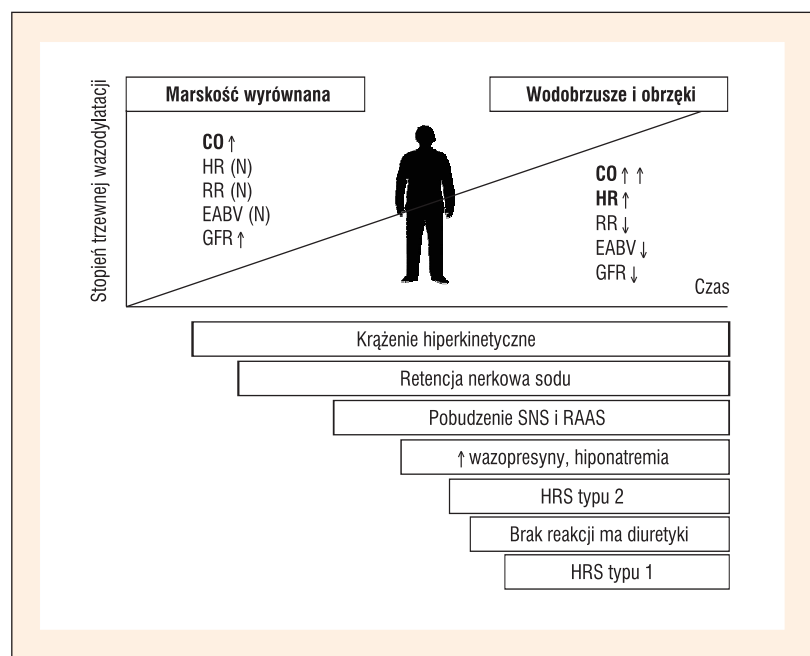 Stopień trzewnej wazodylatacji
Marskość wyrównana
CO ↑
HR (N)
RR (N)
EABV (N)
GFR ↑
Wodobrzusze i obrzęki
CO ↑ ↑
HR ↑
RR ↓
EABV ↓
GFR ↓
Czas
Krążenie hiperkinetyczne
Retencja nerkowa sodu
Pobudzenie SNS i RAAS
↑ wazopresyny, hiponatremia
HRS typu 2
Brak reakcji ma diuretyki
HRS typu 1